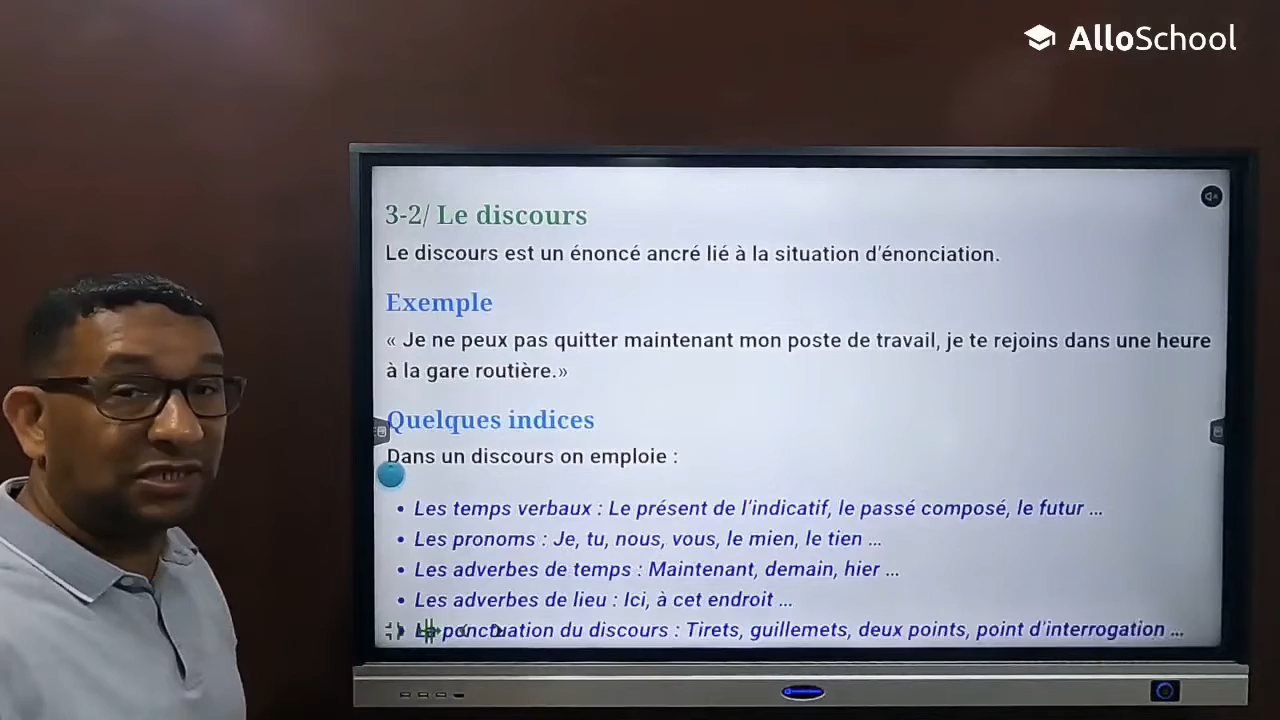 AlloSchool
3-2/ Le discours
Le discours est un énoncé ancré lié à la situation d'énonciation.
Exemple
« Je ne peux pas quitter maintenant mon poste de travail, je te rejoins dans une heure
à la gare routière.»
Quelques indices
Dans un discours on emploie :
• Les temps verbaux : Le présent de l'indicatif, le passé composé, le futur ...
• Les pronoms : Je, tu, nous, vous, le mien, le tien ...
• Les adverbes de temps : Maintenant, demain, hier ...
• Les adverbes de lieu : Ici, à cet endroit ...
• La ponctuation du discours : Tirets, guillemets, deux points, point d'interrogation ...